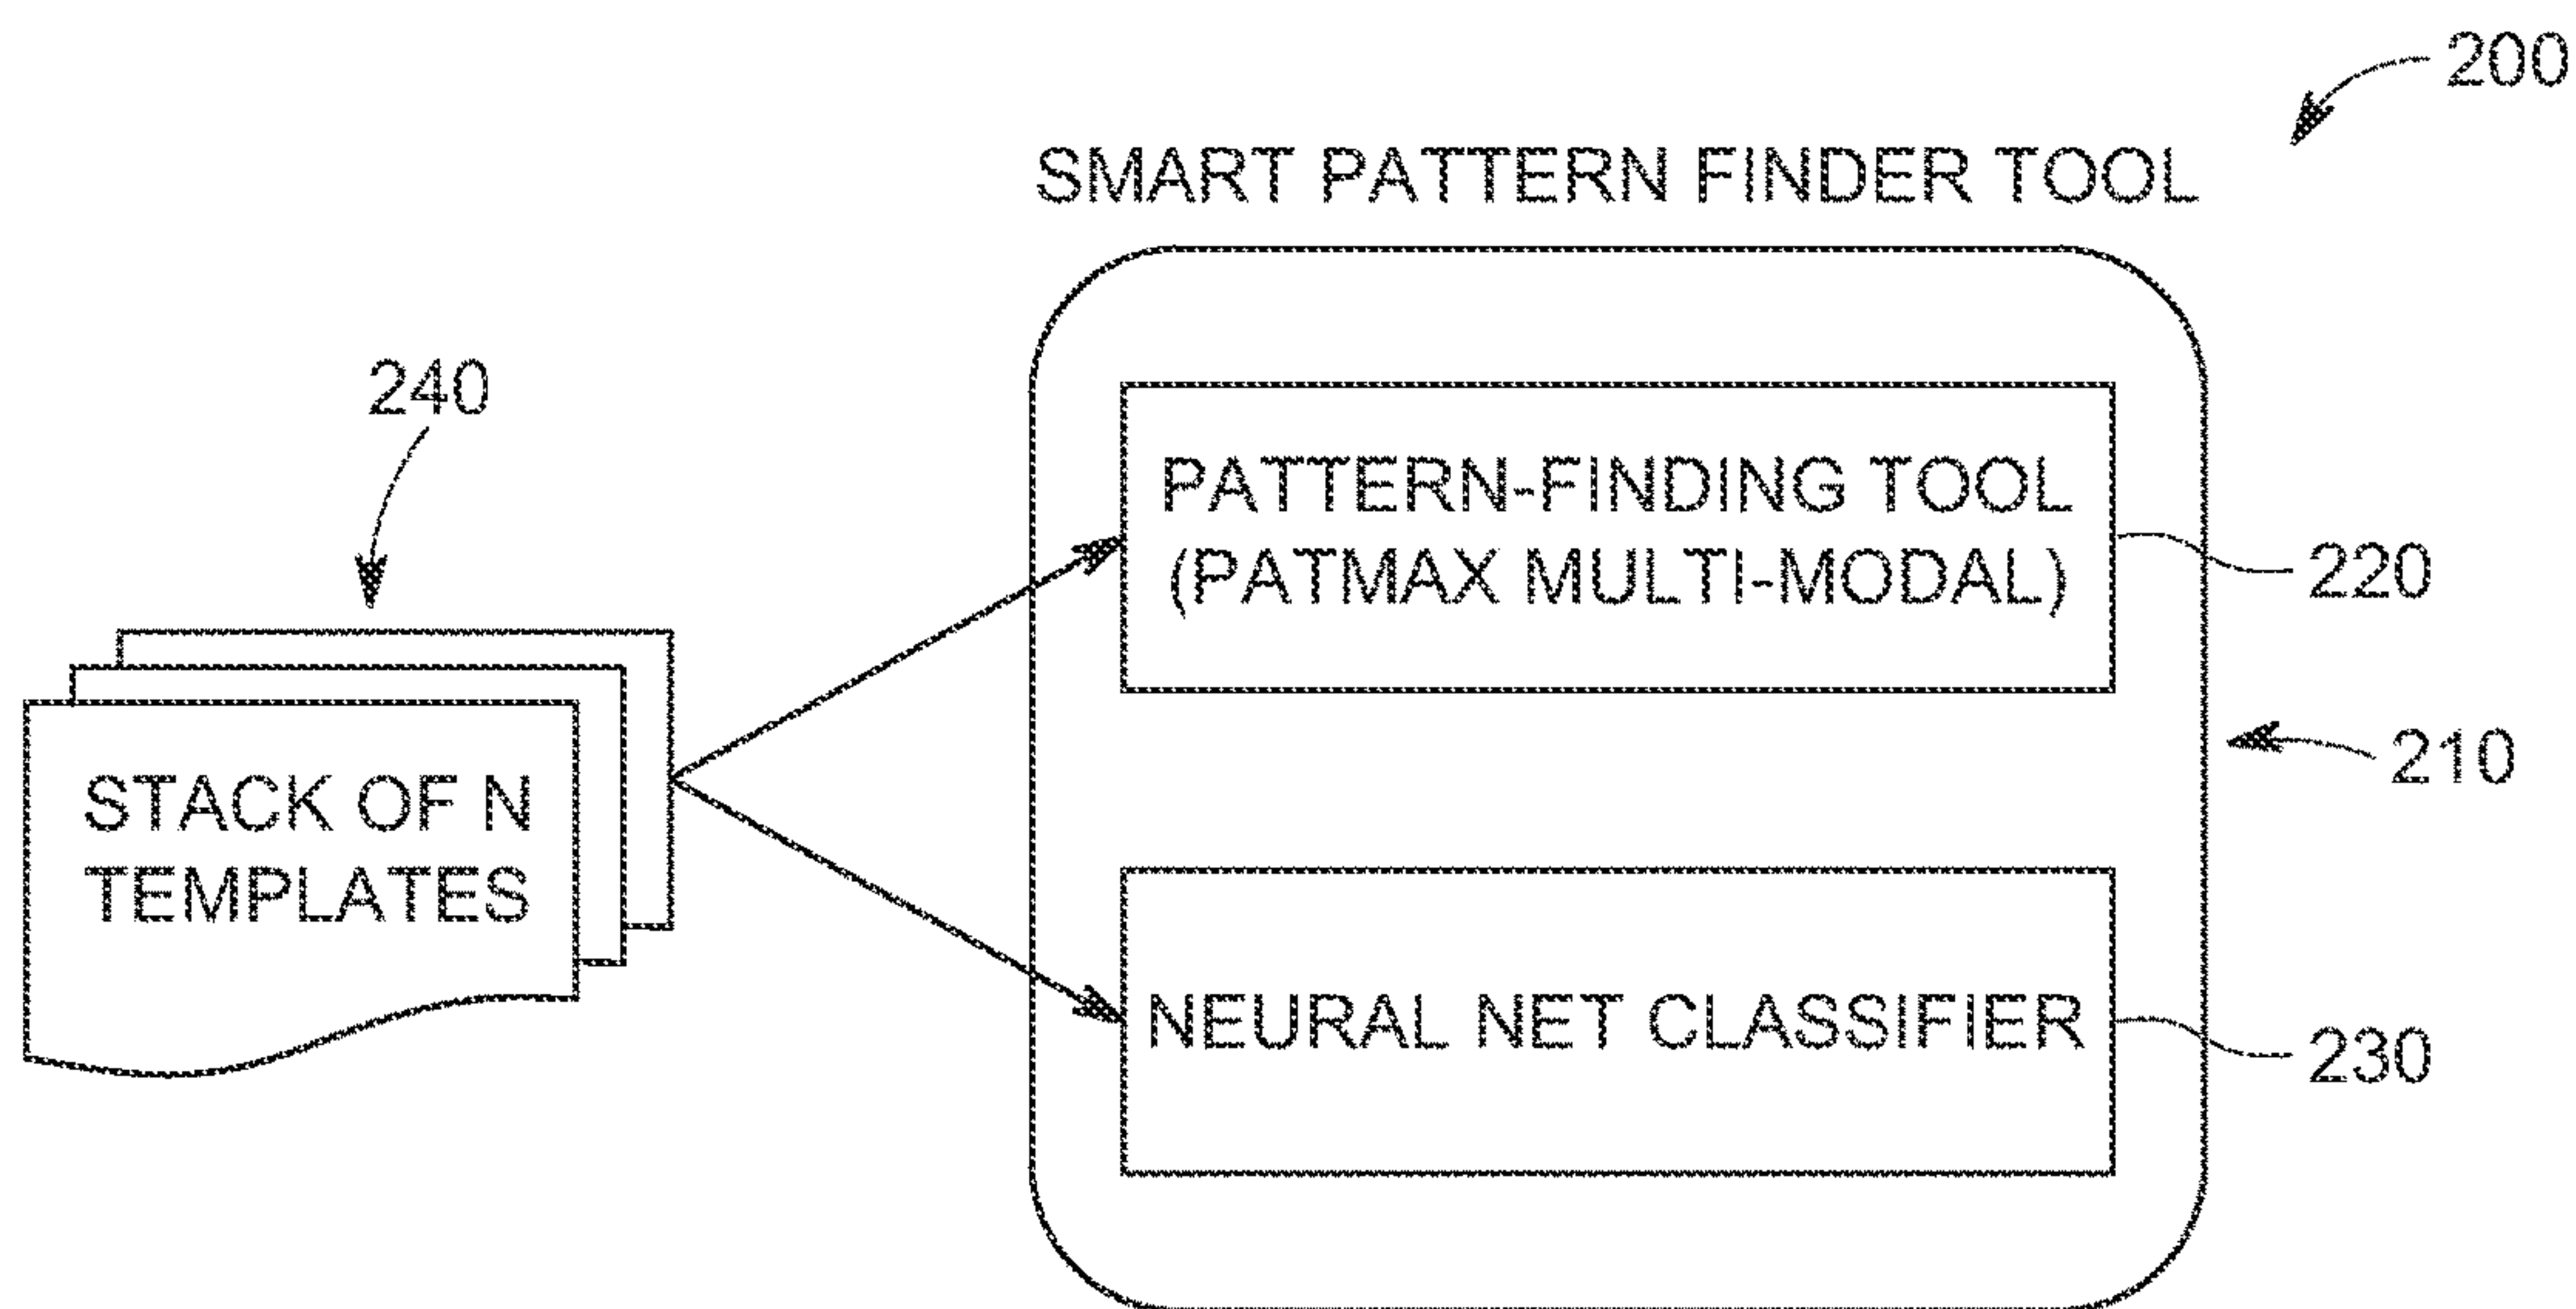 200
SMART PATTERN FINDER TOOL
240
PATTERN-FINDING TOOL
(PATMAX MULTI-MODAL)
220
210
STACK OF N
TEMPLATES
NEURAL NET CLASSIFIER
230